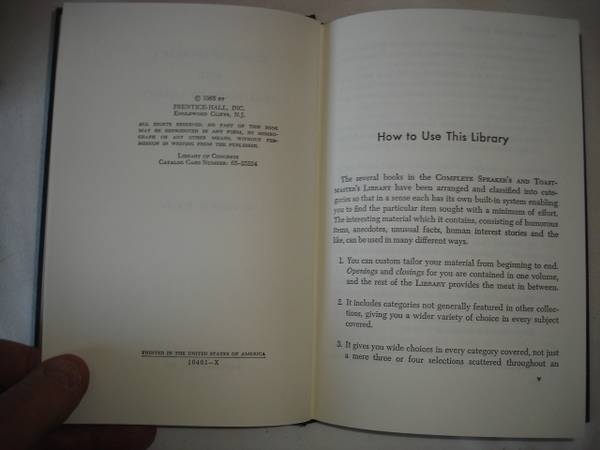 © 1965 BY
PRENTICE-HALL, INC.
ENGLEWOOD CLIFFS, N.J.
ALL RIGHTS RESERVED. NO PART OF THIS BOOK
MAY BE REPRODUCED IN ANY FORM, BY MIMEO-
GRAPH OR ANY OTHER MEANS, WITHOUT PER-
MISSION IN WRITING FROM THE PUBLISHER.
LIBRARY OF CONGRESS
CATALOG CARD NUMBER: 65-25254
PRINTED IN THE UNITED STATES OF AMERICA
16401-X
How to Use This Library
The several books in the COMPLETE SPEAKER'S AND TOAST-
MASTER'S LIBRARY have been arranged and classified into cate-
gories so that in a sense each has its own built-in system enabling
you to find the particular item sought with a minimum of effort.
The interesting material which it contains, consisting of humorous
items, anecdotes, unusual facts, human interest stories and the
like, can be used in many different ways.
1. You can custom tailor your material from beginning to end.
Openings and closings for you are contained in one volume,
and the rest of the LIBRARY provides the meat in between.
2. It includes categories not generally featured in other collec-
tions, giving you a wider variety of choice in every subject
covered.
3. It gives you wide choices in every category covered, not just
a mere three or four selections scattered throughout an
v